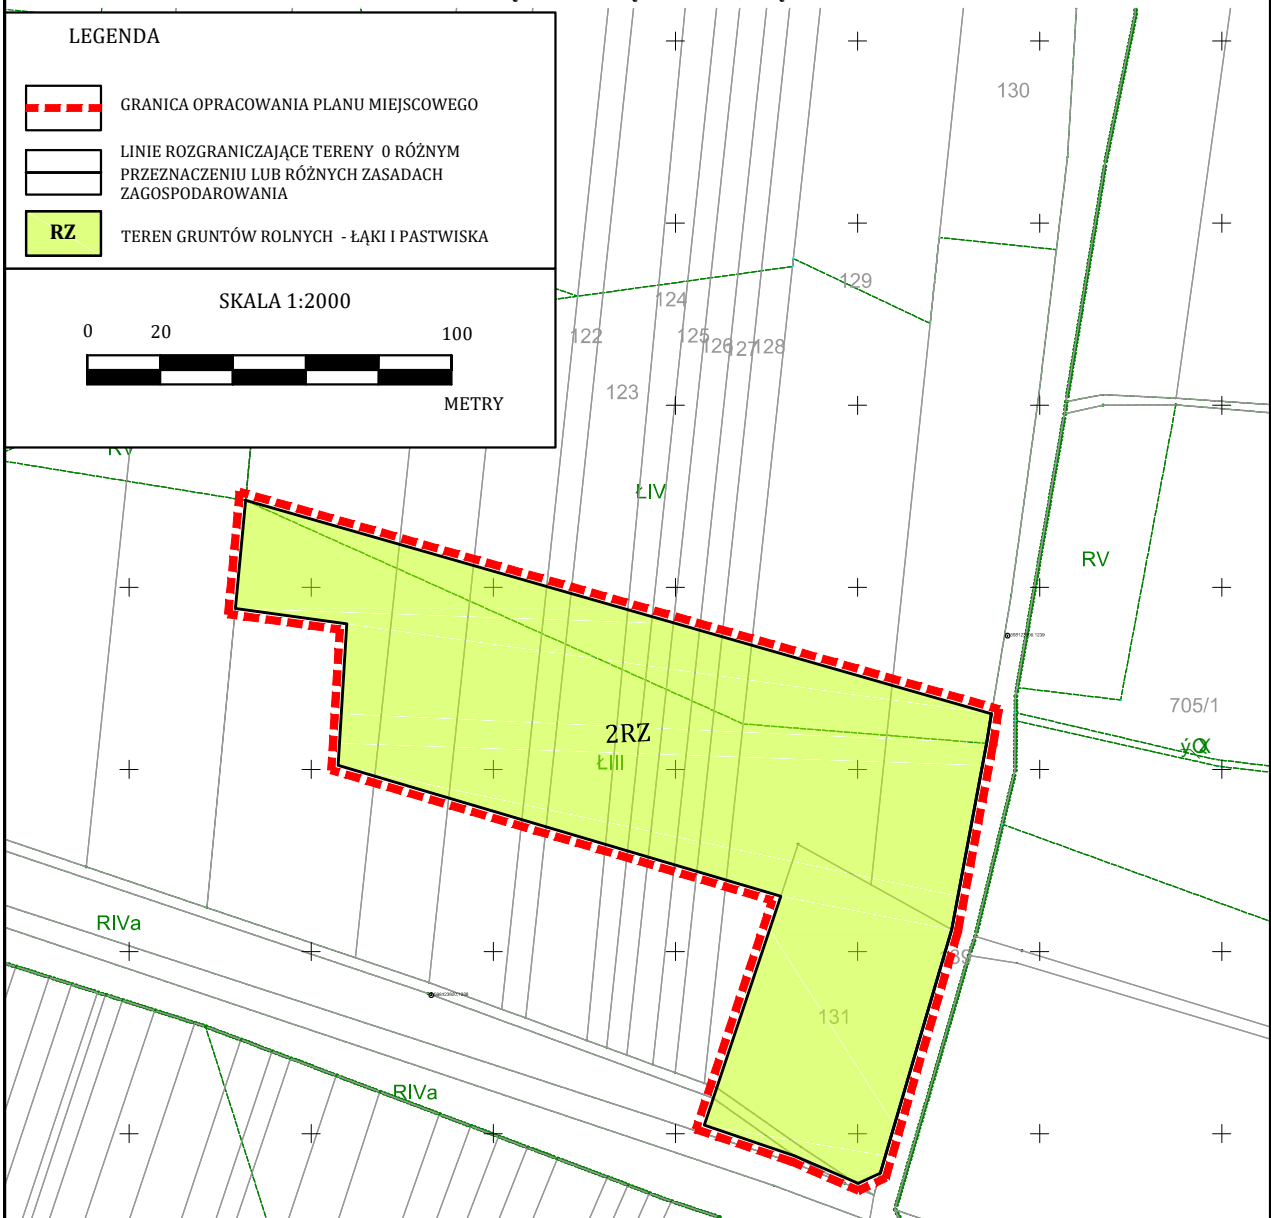 LEGENDA
GRANICA OPRACOWANIA PLANU MIEJSCOWEGO
LINIE ROZGRANICZAJĄCE TERENY 0 RÓŻNYM
PRZEZNACZENIU LUB RÓŻNYCH ZASADACH
ZAGOSPODAROWANIA
RZ
TEREN GRUNTÓW ROLNYCH - ŁĄKI I PASTWISKA
SKALA 1:2000
0 20 100
METRY
130
129
124
122
125
126
127
128
123
RV
ŁIV
RV
705/1
2RZ
ŁIII
RIVa
131
RIVa